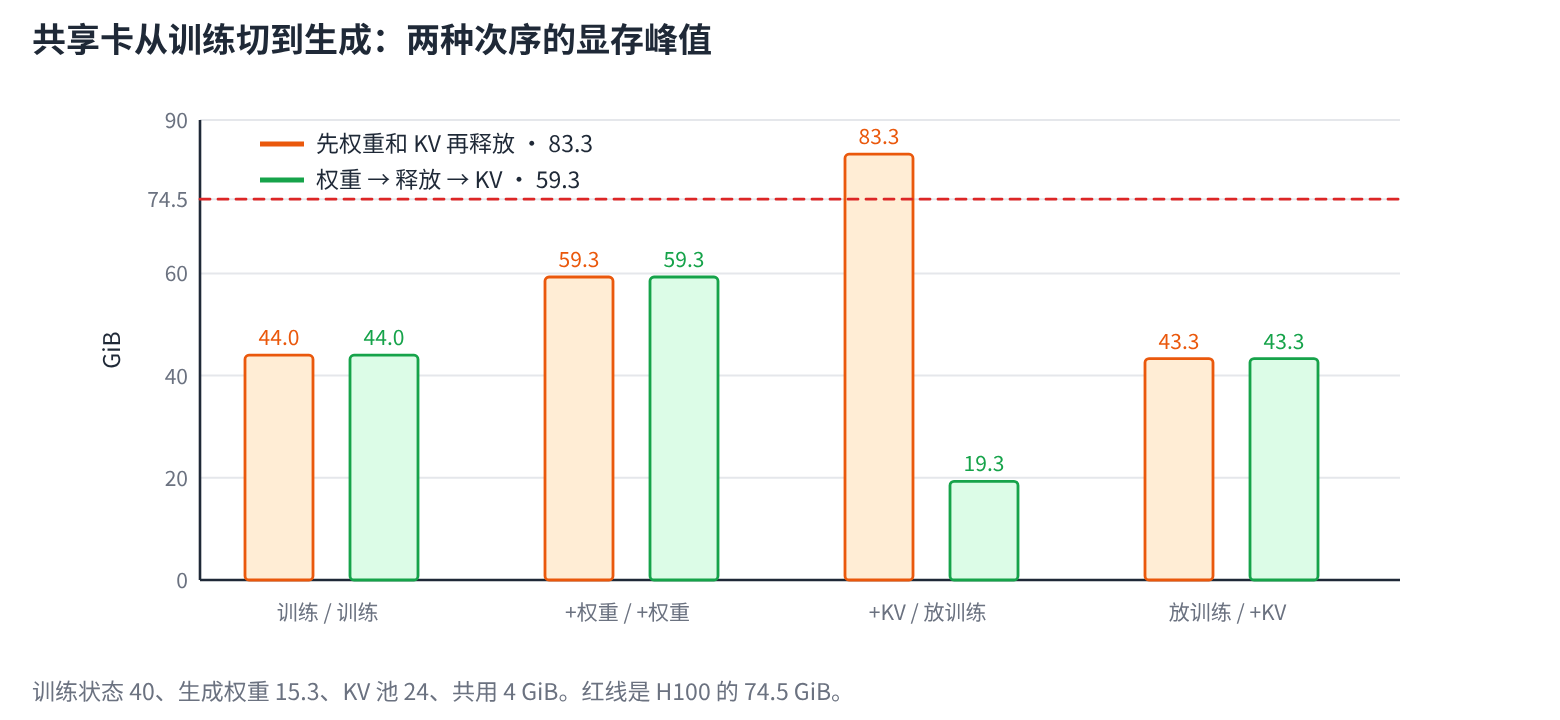 共享卡从训练切到生成：两种次序的显存峰值
先权重和 KV 再释放 · 83.3
权重 → 释放 → KV · 59.3
90
74.5
60
40
20
0
GiB
44.0
44.0
59.3
59.3
83.3
19.3
43.3
43.3
训练 / 训练
+权重 / +权重
+KV / 放训练
放训练 / +KV
训练状态 40、生成权重 15.3、KV 池 24、共用 4 GiB。红线是 H100 的 74.5 GiB。